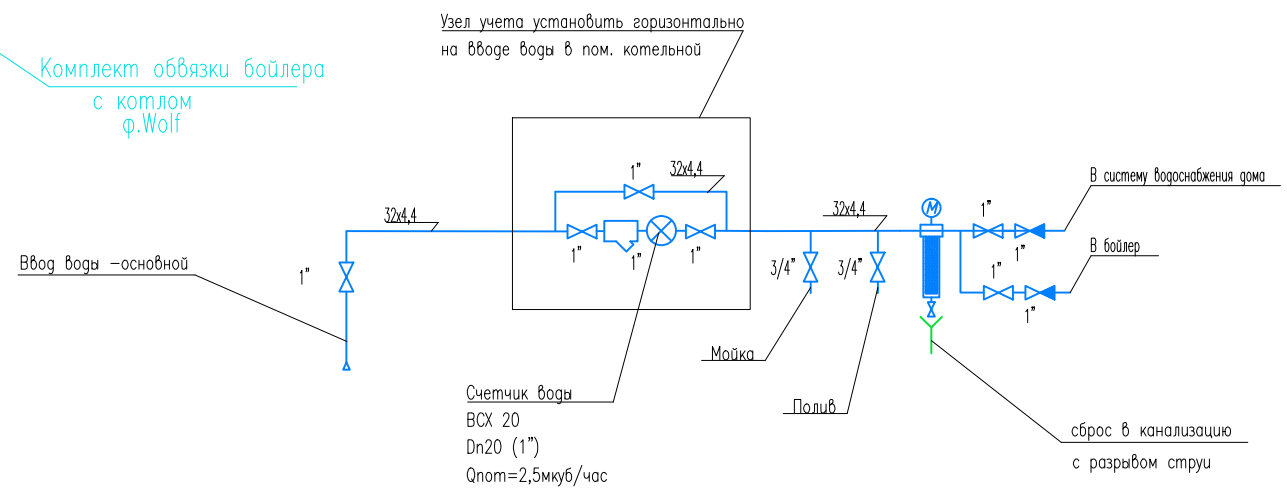 Узел учета установить горизонтально
на вводе воды в пом. котельной
Комплект обвязки бойлера
с котлом
ф.Wolf
1"
32х4,4
В систему водоснабжения дома
32х4,4
32х4,4
М
1"
1"
1"
1"
1"
В бойлер
Ввод воды -основной
1"
3/4"
3/4"
1"
1"
Мойка
Счетчик воды
Полив
ВСХ 20
Dn20 (1")
Qпот=2,5мкуб/час
сброс в канализацию
с разрывом струи